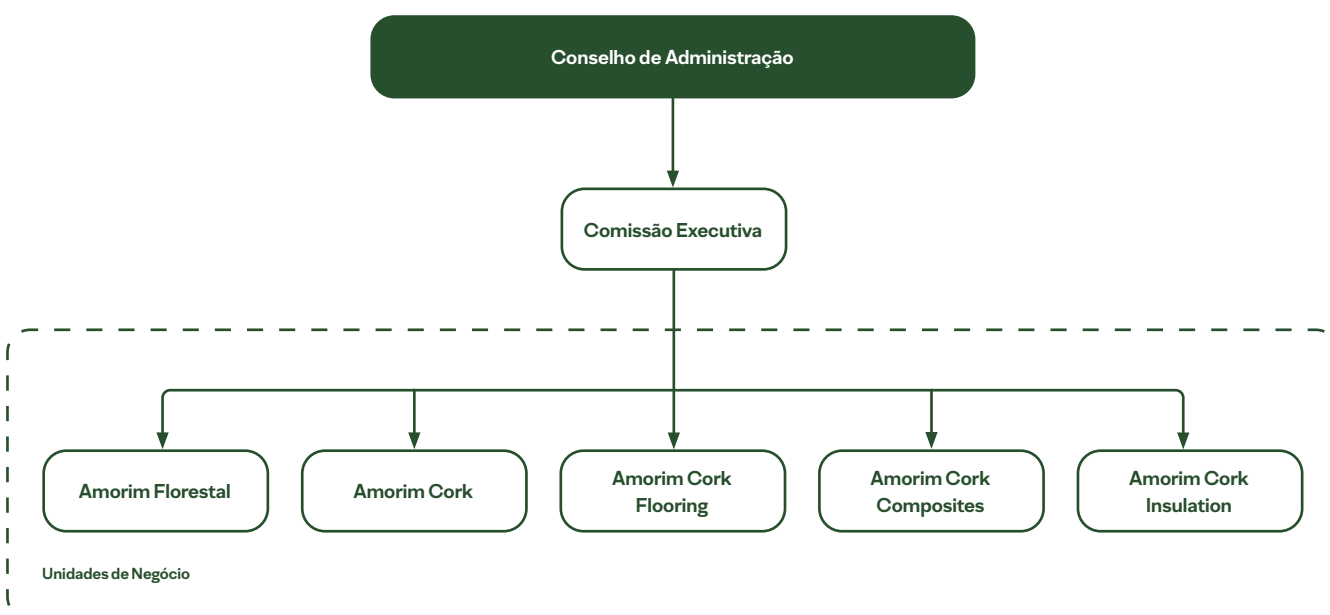 Conselho de Administração
Comissão Executiva
Amorim Florestal
Amorim Cork
Amorim Cork
Flooring
Amorim Cork
Composites
Amorim Cork
Insulation
Unidades de Negócio